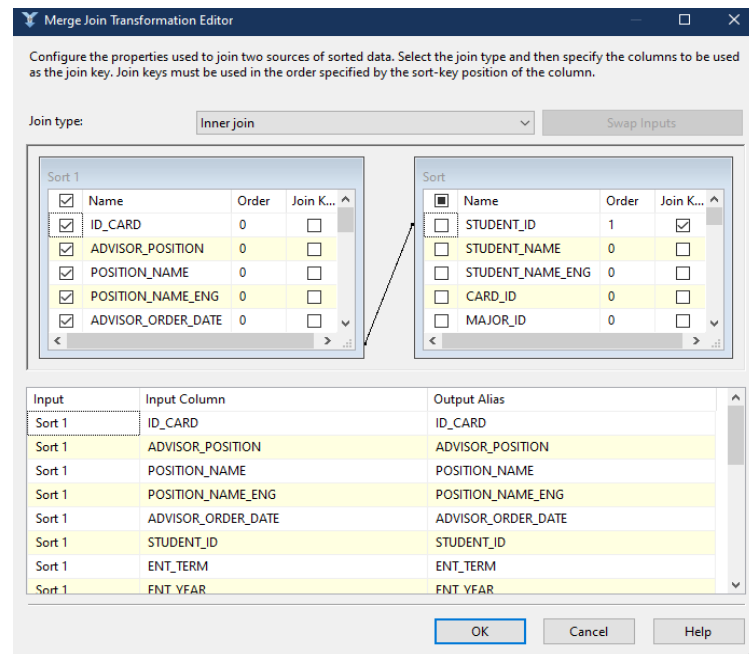 Merge Join Transformation Editor
Configure the properties used to join two sources of sorted data. Select the join type and then specify the columns to be used
as the join key. Join keys must be used in the order specified by the sort-key position of the column.
Join type: Inner join Swap Inputs
Sort 1 Sort
Name Order Join K... Name Order Join K...
ID_CARD 0 STUDENT_ID 1
ADVISOR_POSITION 0 STUDENT_NAME 0
POSITION_NAME 0 STUDENT_NAME_ENG 0
POSITION_NAME_ENG 0 CARD_ID 0
ADVISOR_ORDER_DATE 0 MAJOR_ID 0
Input Input Column Output Alias
Sort 1 ID_CARD ID_CARD
Sort 1 ADVISOR_POSITION ADVISOR_POSITION
Sort 1 POSITION_NAME POSITION_NAME
Sort 1 POSITION_NAME_ENG POSITION_NAME_ENG
Sort 1 ADVISOR_ORDER_DATE ADVISOR_ORDER_DATE
Sort 1 STUDENT_ID STUDENT_ID
Sort 1 ENT_TERM ENT_TERM
Sort 1 ENT_YEAR ENT_YEAR
OK Cancel Help